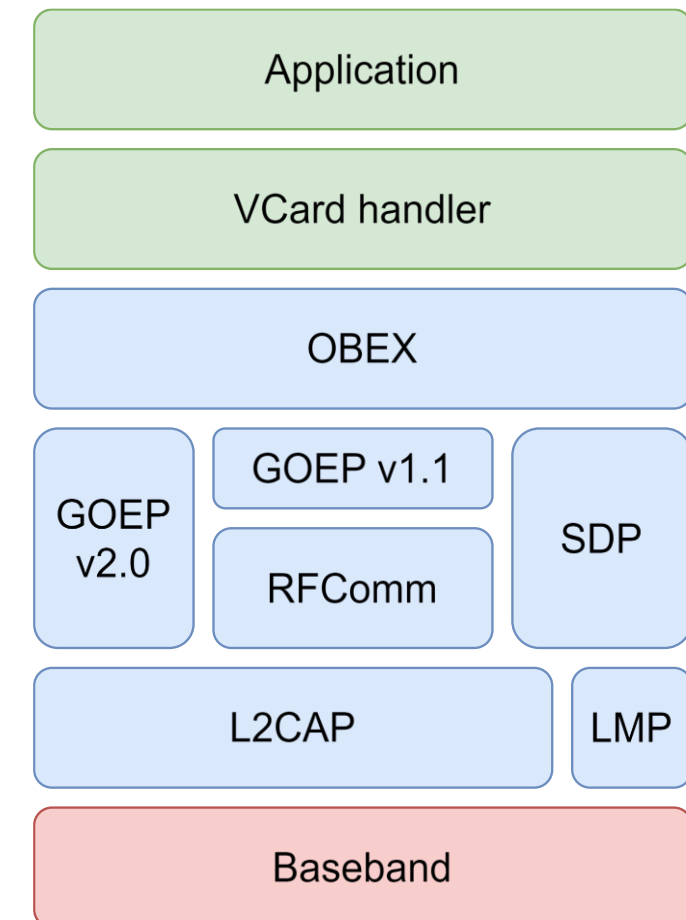 Application
VCard handler
OBEX
GOEP
v2.0
GOEP v1.1
RFComm
SDP
L2CAP
LMP
Baseband